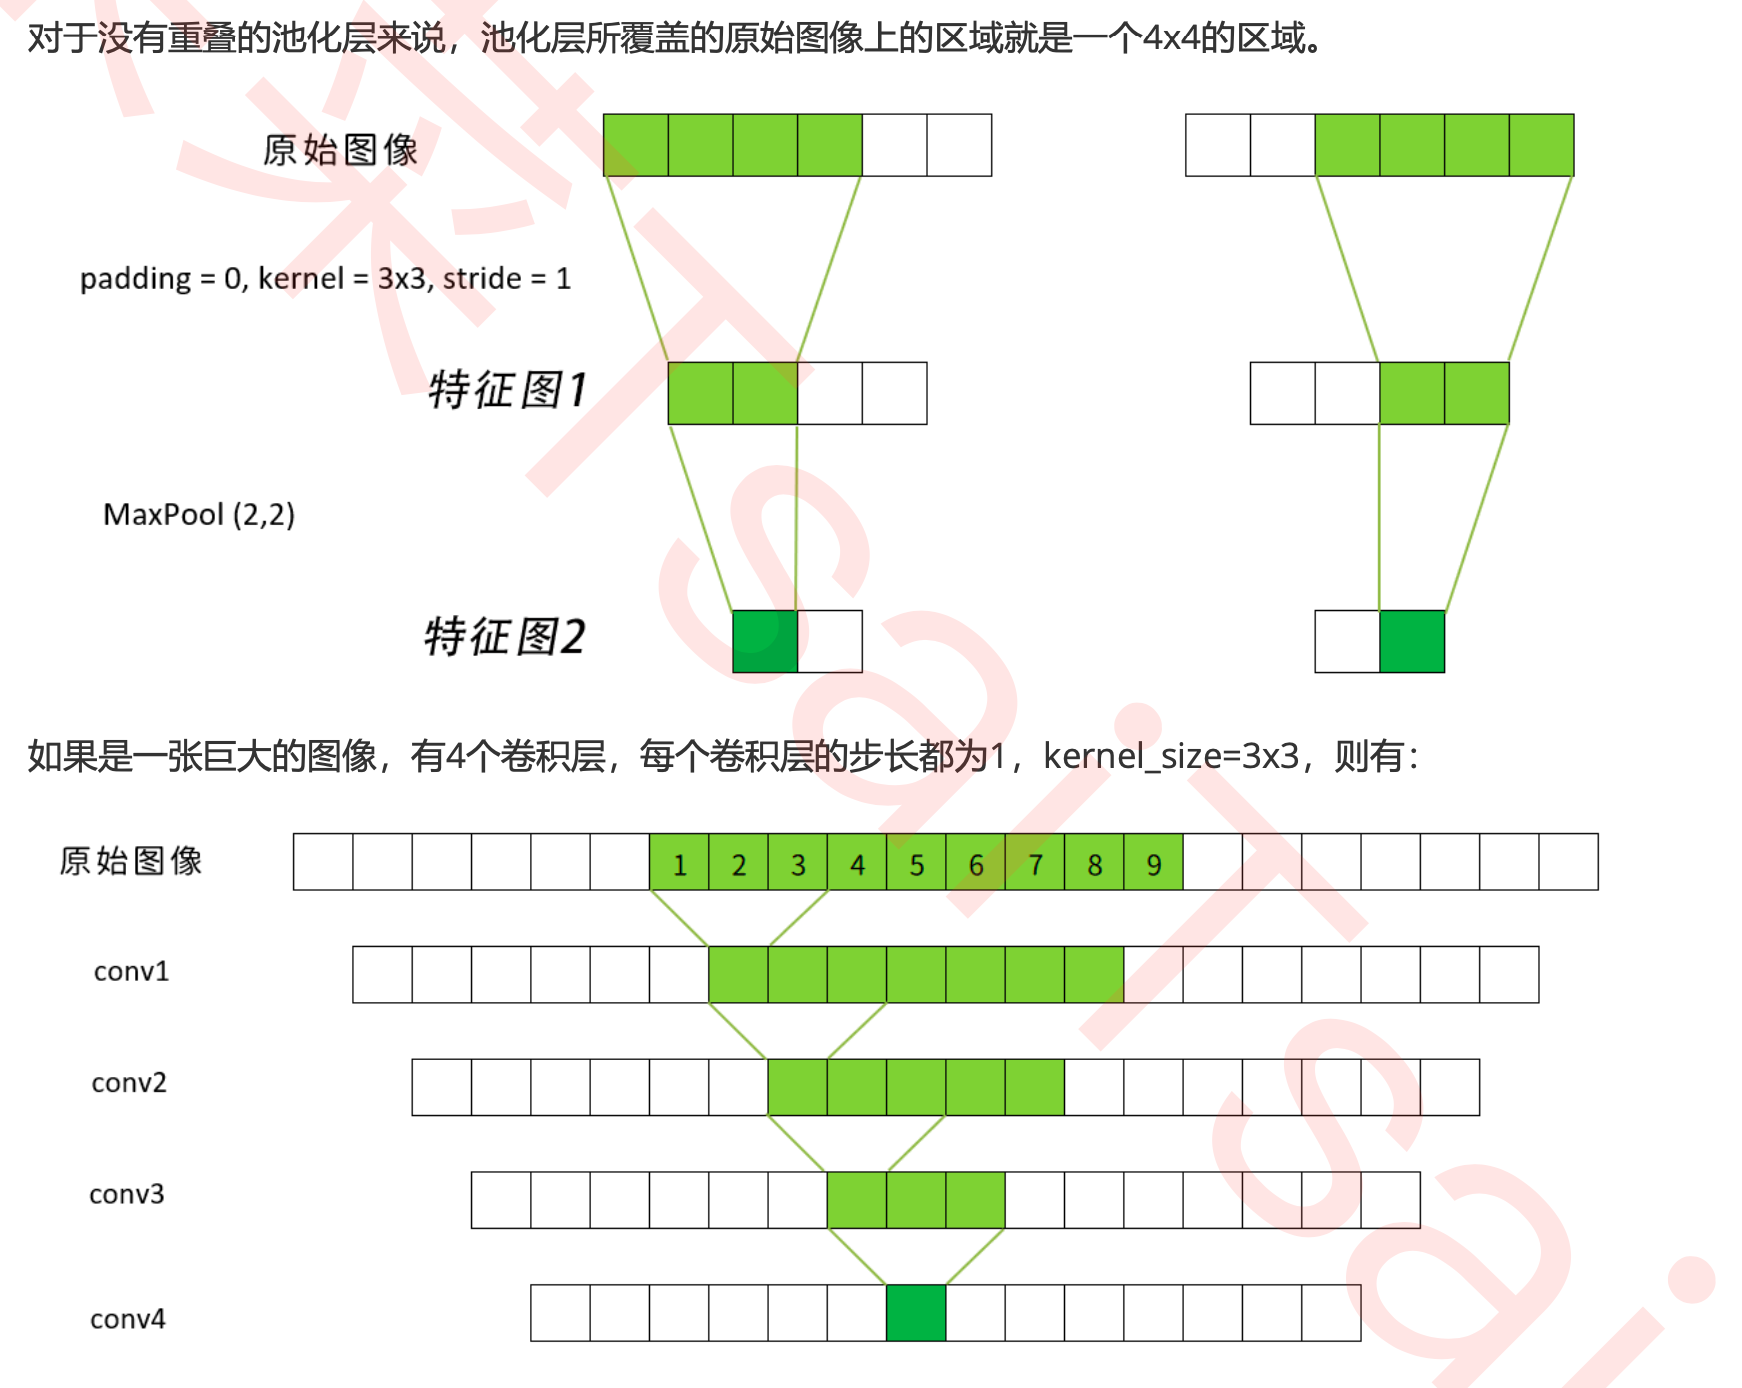 对于没有重叠的池化层来说，池化层所覆盖的原始图像上的区域就是一个4x4的区域。
原始图像
padding = 0, kernel = 3x3, stride = 1
特征图1
MaxPool (2,2)
特征图2
如果是一张巨大的图像，有4个卷积层，每个卷积层的步长都为1，kernel_size=3x3，则有：
原始图像 1 2 3 4 5 6 7 8 9
conv1
conv2
conv3
conv4